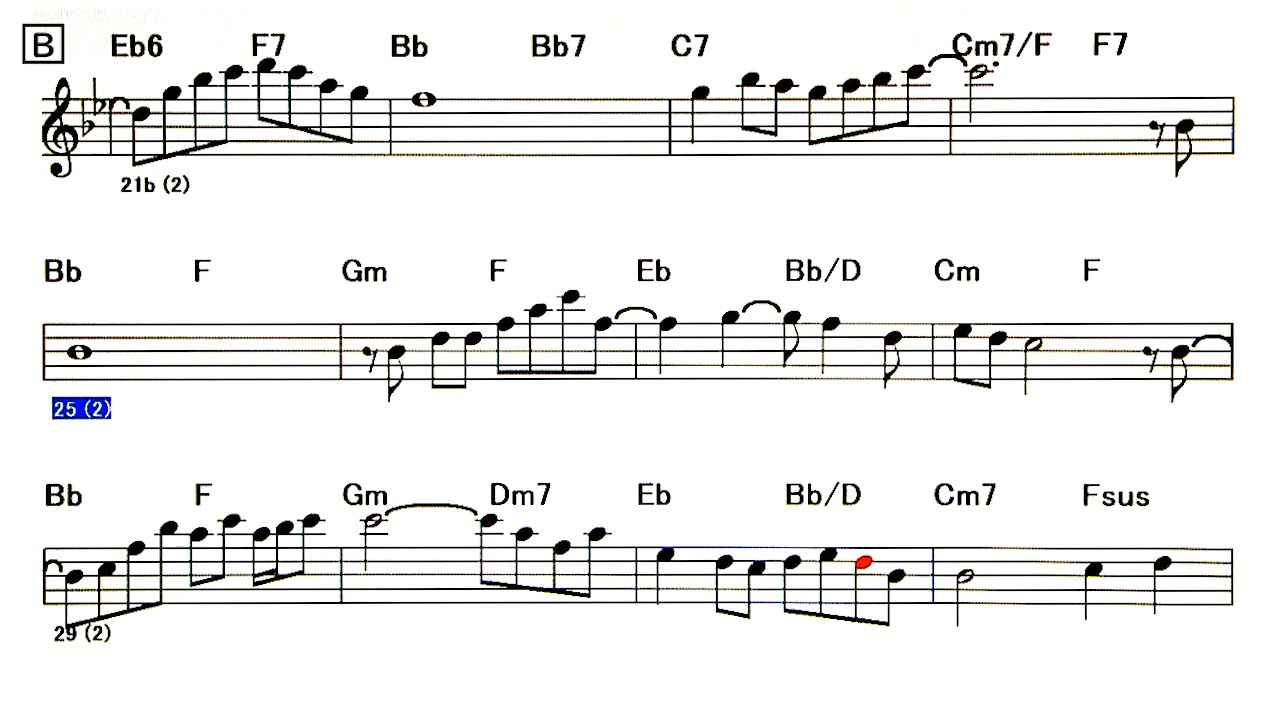 B Eb6 F7 Bb Bb7 C7 Cm7/F F7
21b (2)
Bb F Gm F Eb Bb/D Cm F
25 (2)
Bb F Gm Dm7 Eb Bb/D Cm7 Fsus
29 (2)